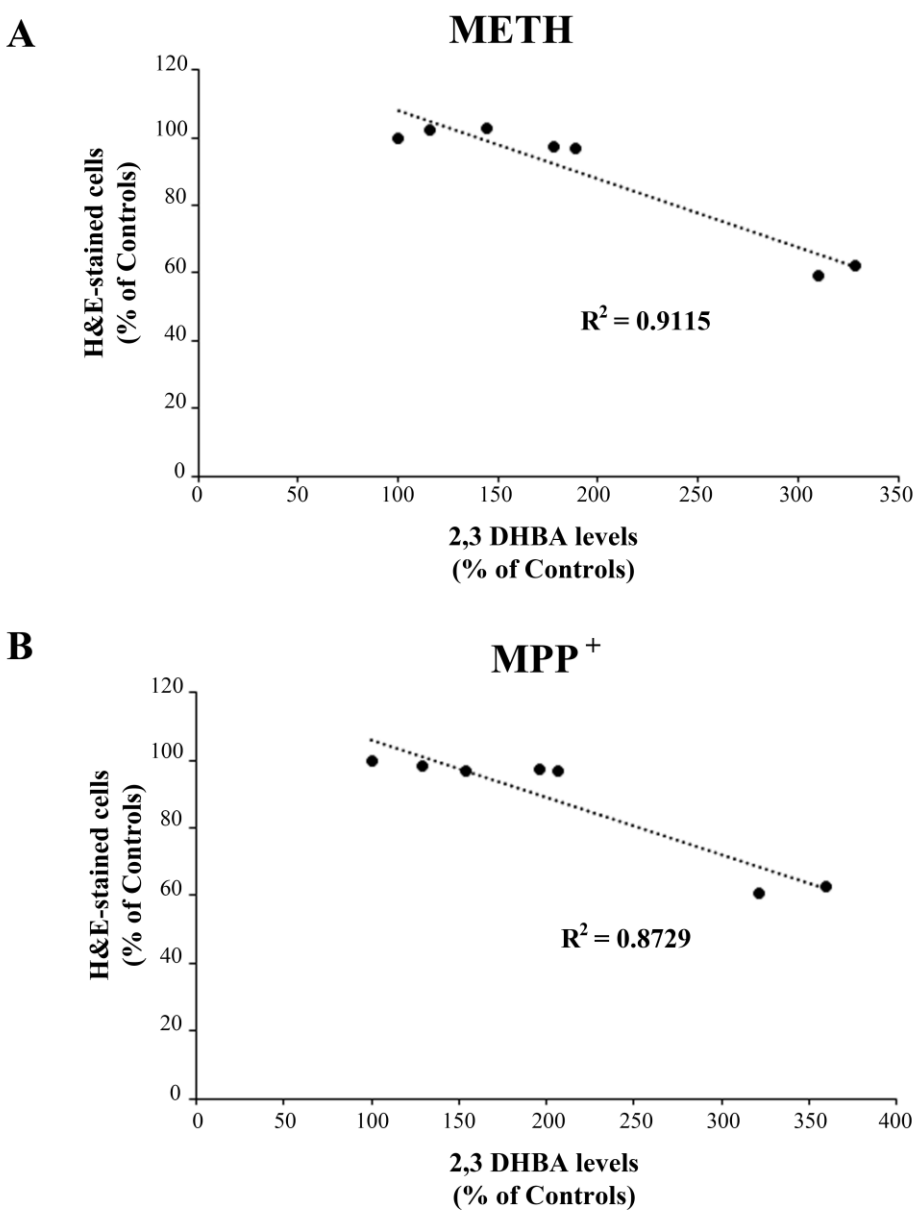 A
METH
120
100
80
60
40
20
0
H&E-stained cells
(% of Controls)
R² = 0.9115
0 50 100 150 200 250 300 350
2,3 DHBA levels
(% of Controls)
B
MPP⁺
120
100
80
60
40
20
0
H&E-stained cells
(% of Controls)
R² = 0.8729
0 50 100 150 200 250 300 350 400
2,3 DHBA levels
(% of Controls)